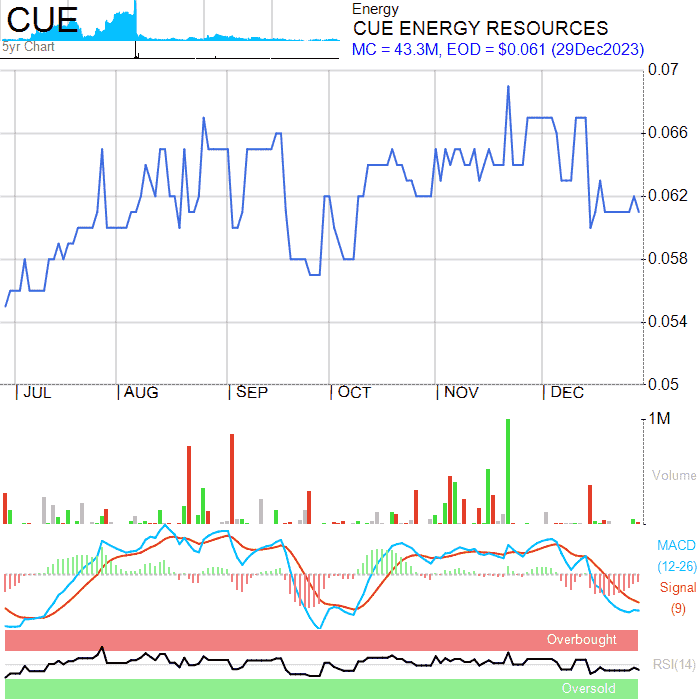 CUE
5yr Chart
Energy
CUE ENERGY RESOURCES
MC = 43.3M, EOD = $0.061 (29Dec2023)
0.07
0.066
0.062
0.058
0.054
0.05
JUL AUG SEP OCT NOV DEC
1M
Volume
MACD
(12-26)
Signal
(9)
Overbought
RSI(14)
Oversold